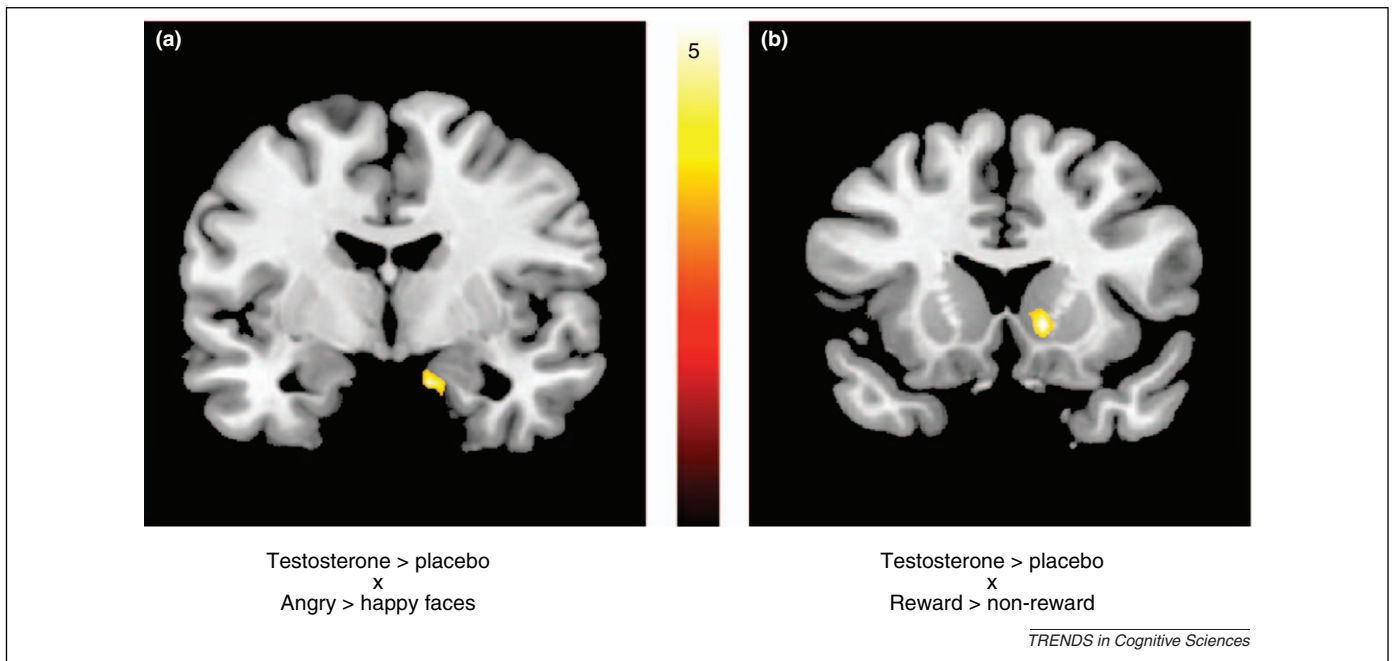 (a)
5
(b)
Testosterone > placebo
x
Angry > happy faces
Testosterone > placebo
x
Reward > non-reward
TRENDS in Cognitive Sciences